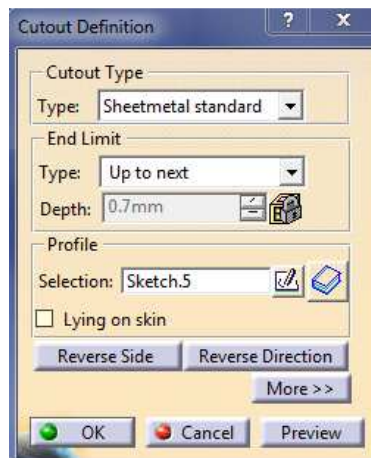 Cutout Definition ? X
Cutout Type
Type: Sheetmetal standard
End Limit
Type: Up to next
Depth: 0.7mm
Profile
Selection: Sketch.5
Lying on skin
Reverse Side Reverse Direction
More >>
OK Cancel Preview